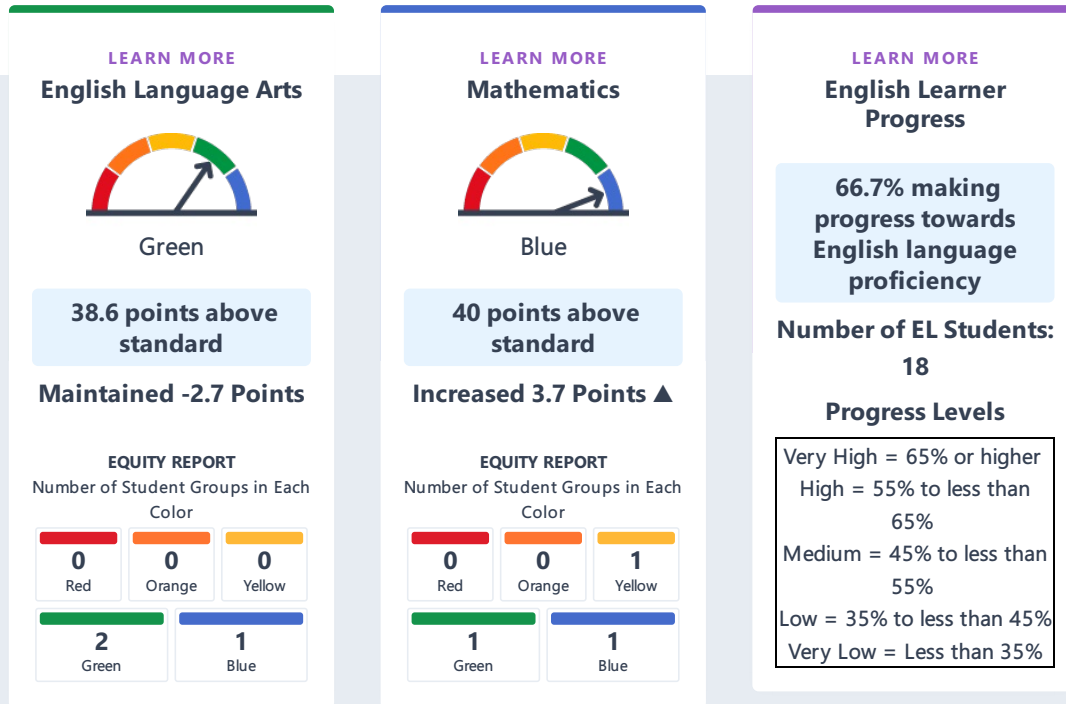 LEARN MORE
English Language Arts
Green
38.6 points above
standard
Maintained -2.7 Points
EQUITY REPORT
Number of Student Groups in Each
Color
0
Red
0
Orange
0
Yellow
2
Green
1
Blue
LEARN MORE
Mathematics
Blue
40 points above
standard
Increased 3.7 Points ▲
EQUITY REPORT
Number of Student Groups in Each
Color
0
Red
0
Orange
1
Yellow
1
Green
1
Blue
LEARN MORE
English Learner
Progress
66.7% making
progress towards
English language
proficiency
Number of EL Students:
18
Progress Levels
Very High = 65% or higher
High = 55% to less than
65%
Medium = 45% to less than
55%
Low = 35% to less than 45%
Very Low = Less than 35%